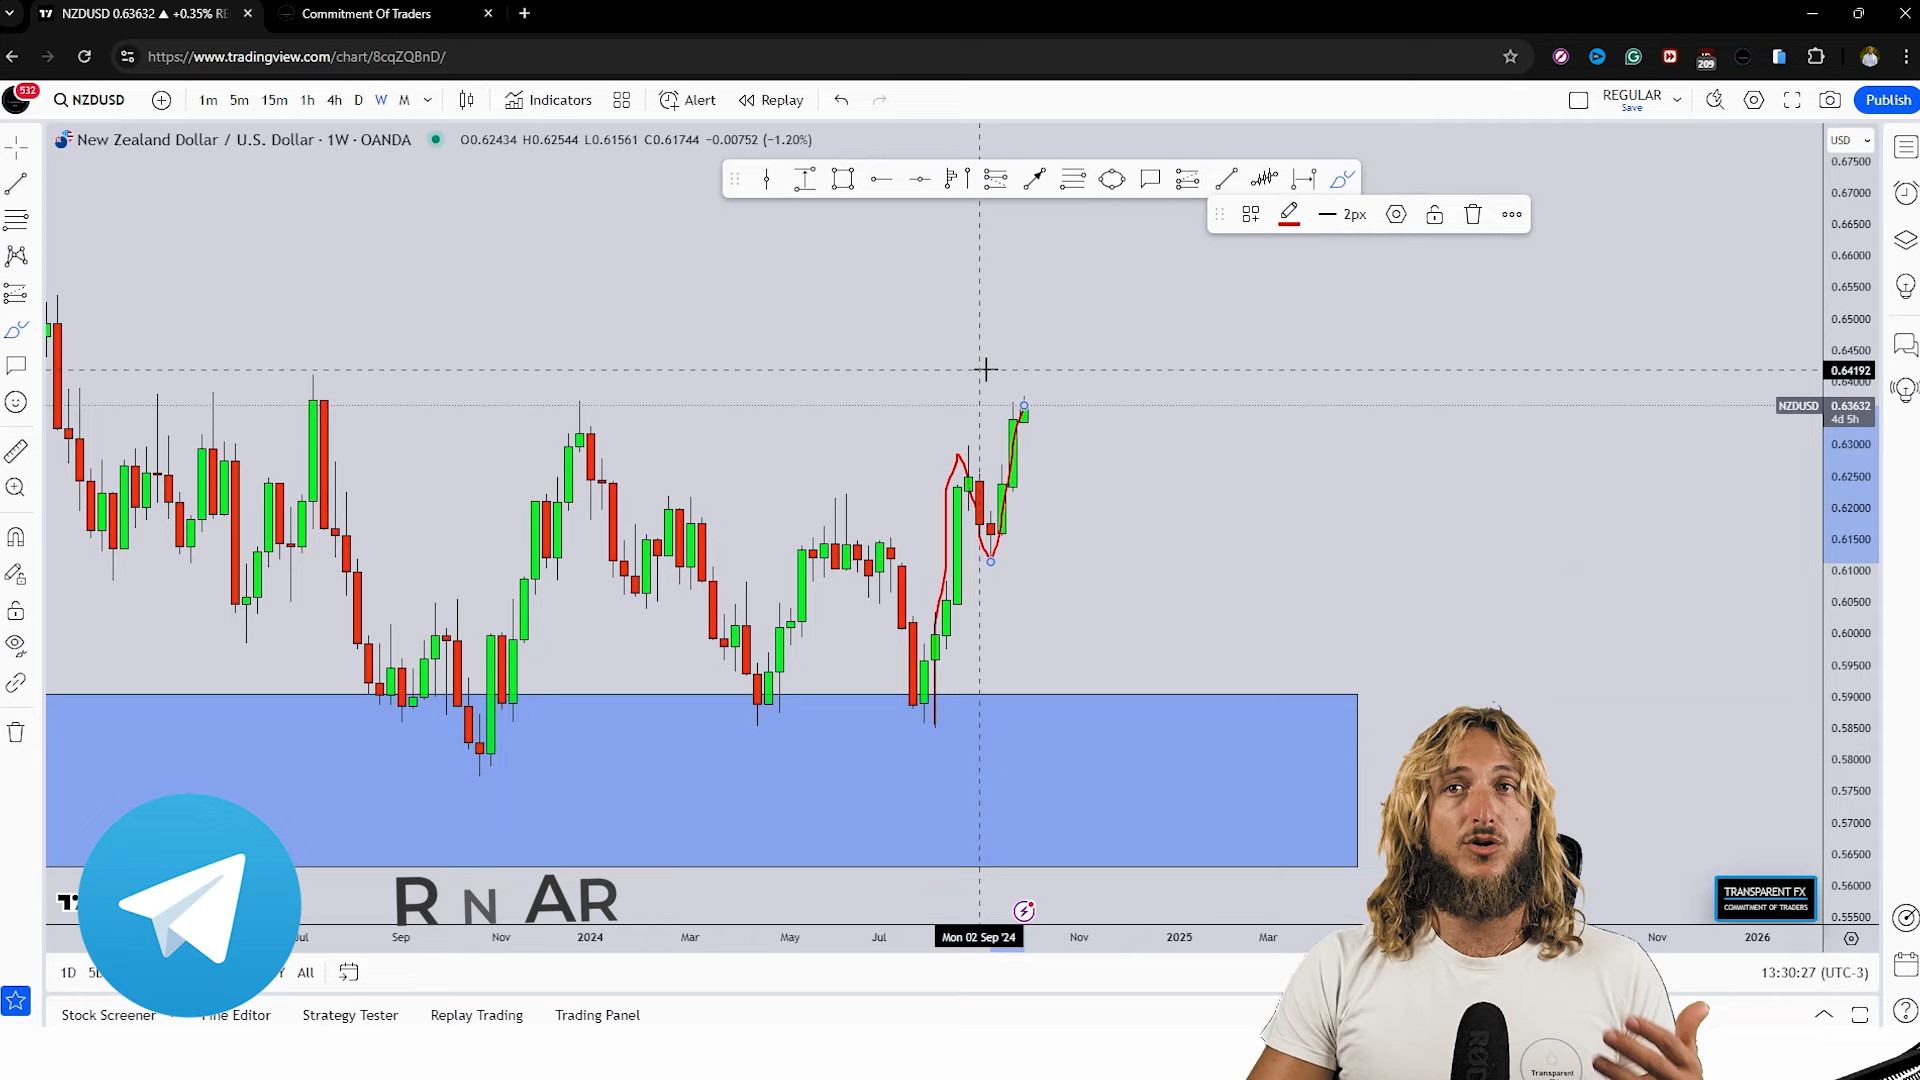 NZDUSD 0.63632 ▲ +0.35% RE
Commitment Of Traders
https://www.tradingview.com/chart/8cqZQBnD/
209
532
NZDUSD
1m 5m 15m 1h 4h D W M
Indicators
Alert
Replay
REGULAR
Save
Publish
New Zealand Dollar / U.S. Dollar · 1W · OANDA
O0.62434 H0.62544 L0.61561 C0.61744 −0.00752 (−1.20%)
USD
2px
0.67500
0.67000
0.66500
0.66000
0.65500
0.65000
0.64500
0.64192
0.64000
NZDUSD 0.63632
4d 5h
0.63000
0.62500
0.62000
0.61500
0.61000
0.60500
0.60000
0.59500
0.59000
0.58500
0.58000
0.57500
0.57000
0.56500
0.56000
0.55500
R N AR
TRANSPARENT FX
COMMITMENT OF TRADERS
Sep Nov 2024 Mar May Jul Mon 02 Sep '24 Nov 2025 Mar Nov 2026
1D
All
13:30:27 (UTC-3)
Stock Screener
Editor
Strategy Tester
Replay Trading
Trading Panel
Transparent